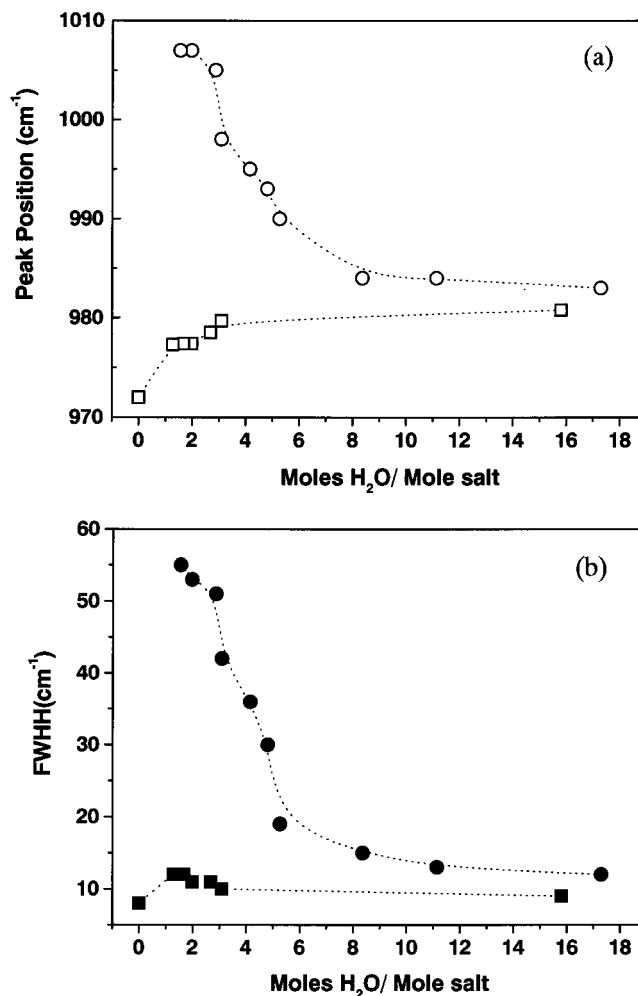 (a)
1010
1000
990
980
970
Peak Position (cm⁻¹)
0 2 4 6 8 10 12 14 16 18
Moles H₂O/ Mole salt
(b)
60
50
40
30
20
10
FWHH(cm⁻¹)
0 2 4 6 8 10 12 14 16 18
Moles H₂O/ Mole salt